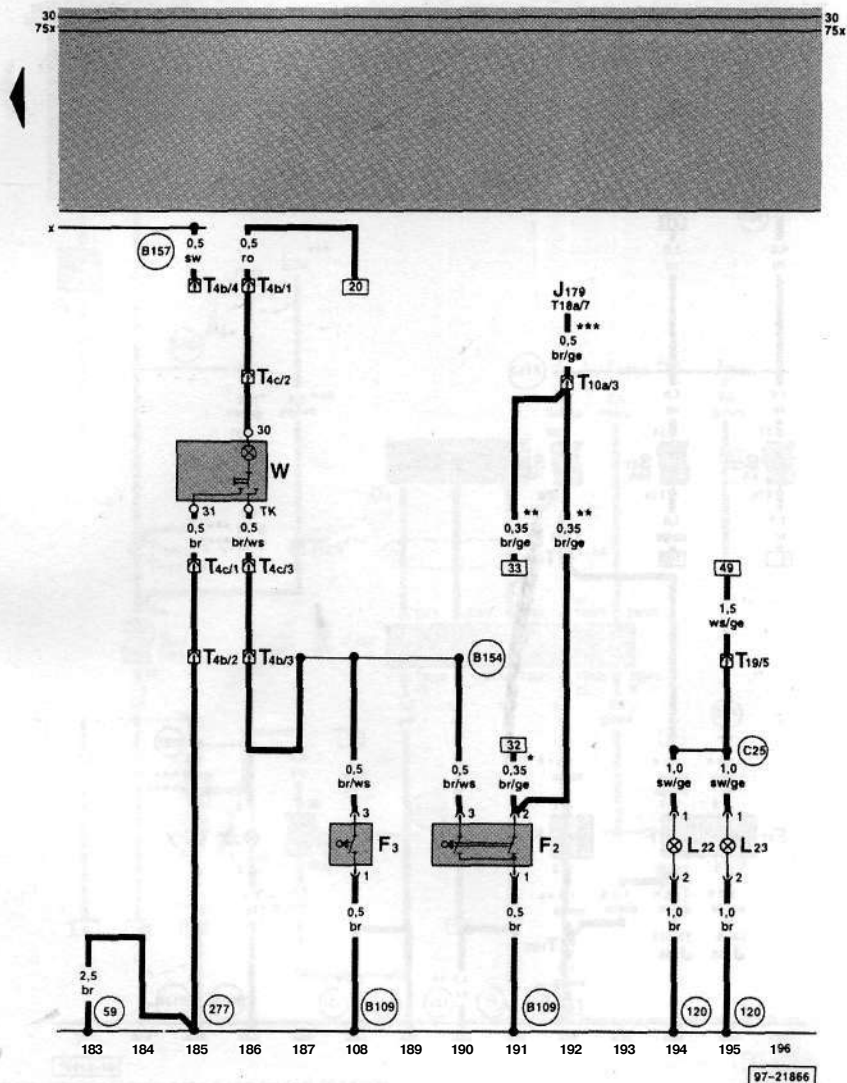 30 30
75x 75x
x
B157
0,5 0,5
sw ro
T4b/4 T4b/1 20
J179
T18a/7
***
0,5
br/ge
T4c/2 T10a/3
30
W
31 TK
** **
0,5 0,5 0,35 0,35
br br/ws br/ge br/ge
T4c/1 T4c/3 33 49
1,5
ws/ge
T4b/2 T4b/3 B154 T19/5
32 C25
*
0,5 0,5 0,35 1,0 1,0
br/ws br/ws br/ge sw/ge sw/ge
3 3 2 1 1
F3 F2 L22 L23
1 1 2 2
0,5 0,5 1,0 1,0
br br br br
2,5
br
59 277 B109 B109 120 120
183 184 185 186 187 108 189 190 191 192 193 194 195 196
97-21866